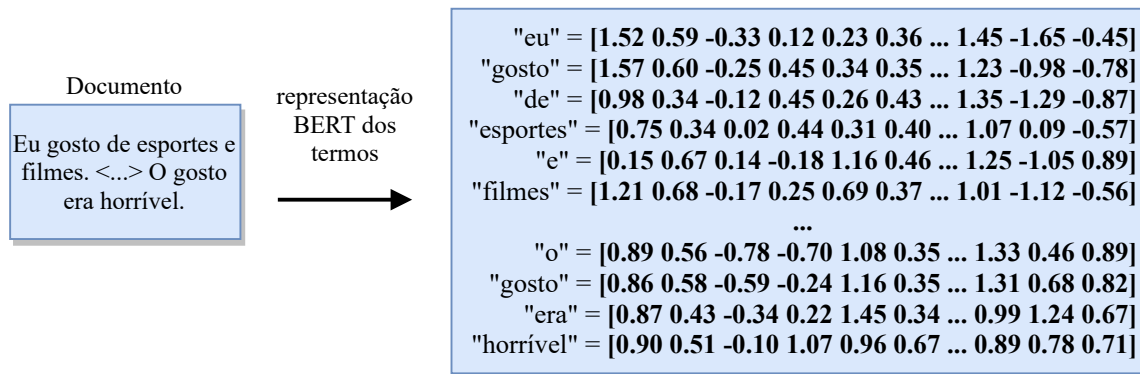 Documento
Eu gosto de esportes e
filmes. <...> O gosto
era horrível.
representação
BERT dos
termos
"eu" = [1.52 0.59 -0.33 0.12 0.23 0.36 ... 1.45 -1.65 -0.45]
"gosto" = [1.57 0.60 -0.25 0.45 0.34 0.35 ... 1.23 -0.98 -0.78]
"de" = [0.98 0.34 -0.12 0.45 0.26 0.43 ... 1.35 -1.29 -0.87]
"esportes" = [0.75 0.34 0.02 0.44 0.31 0.40 ... 1.07 0.09 -0.57]
"e" = [0.15 0.67 0.14 -0.18 1.16 0.46 ... 1.25 -1.05 0.89]
"filmes" = [1.21 0.68 -0.17 0.25 0.69 0.37 ... 1.01 -1.12 -0.56]
...
"o" = [0.89 0.56 -0.78 -0.70 1.08 0.35 ... 1.33 0.46 0.89]
"gosto" = [0.86 0.58 -0.59 -0.24 1.16 0.35 ... 1.31 0.68 0.82]
"era" = [0.87 0.43 -0.34 0.22 1.45 0.34 ... 0.99 1.24 0.67]
"horrível" = [0.90 0.51 -0.10 1.07 0.96 0.67 ... 0.89 0.78 0.71]